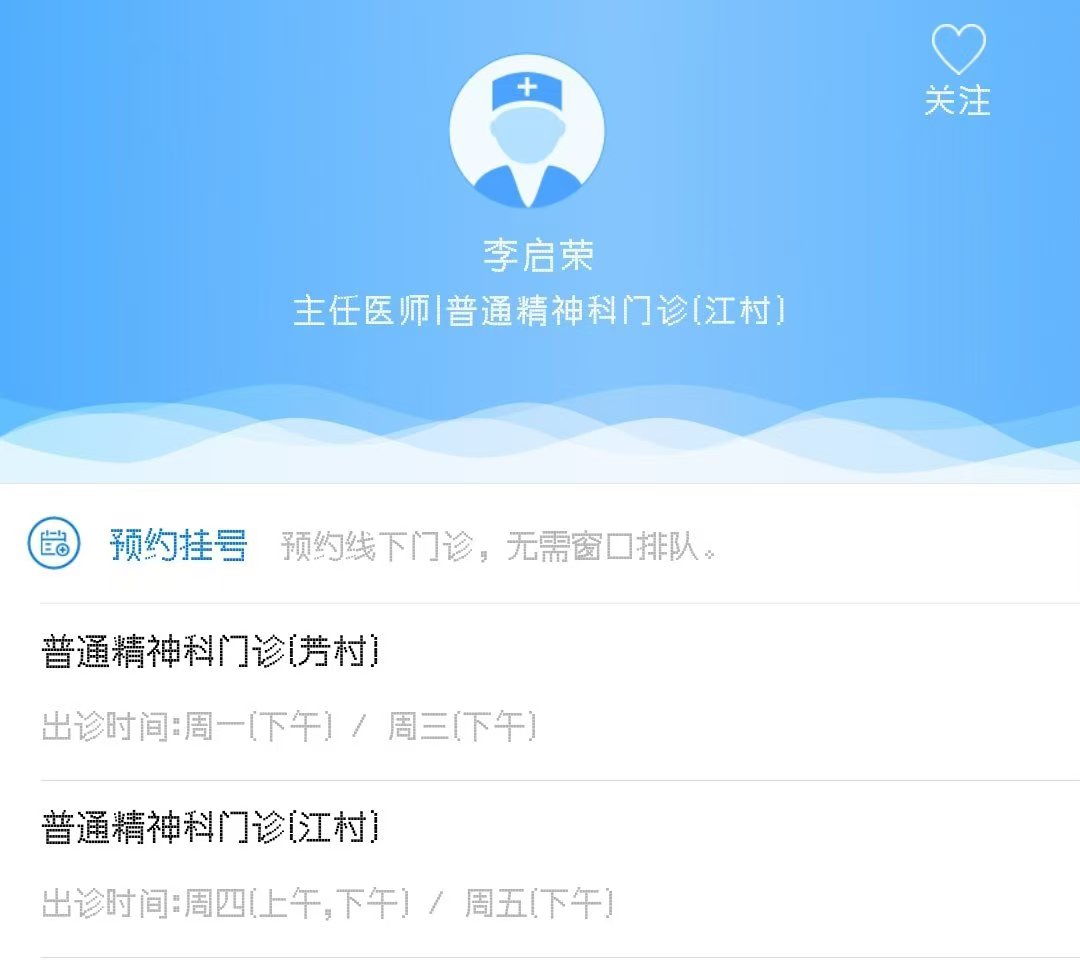 关注
李启荣
主任医师|普通精神科门诊(江村)
预约挂号 预约线下门诊，无需窗口排队。
普通精神科门诊(芳村)
出诊时间:周一(下午) / 周三(下午)
普通精神科门诊(江村)
出诊时间:周四(上午,下午) / 周五(下午)